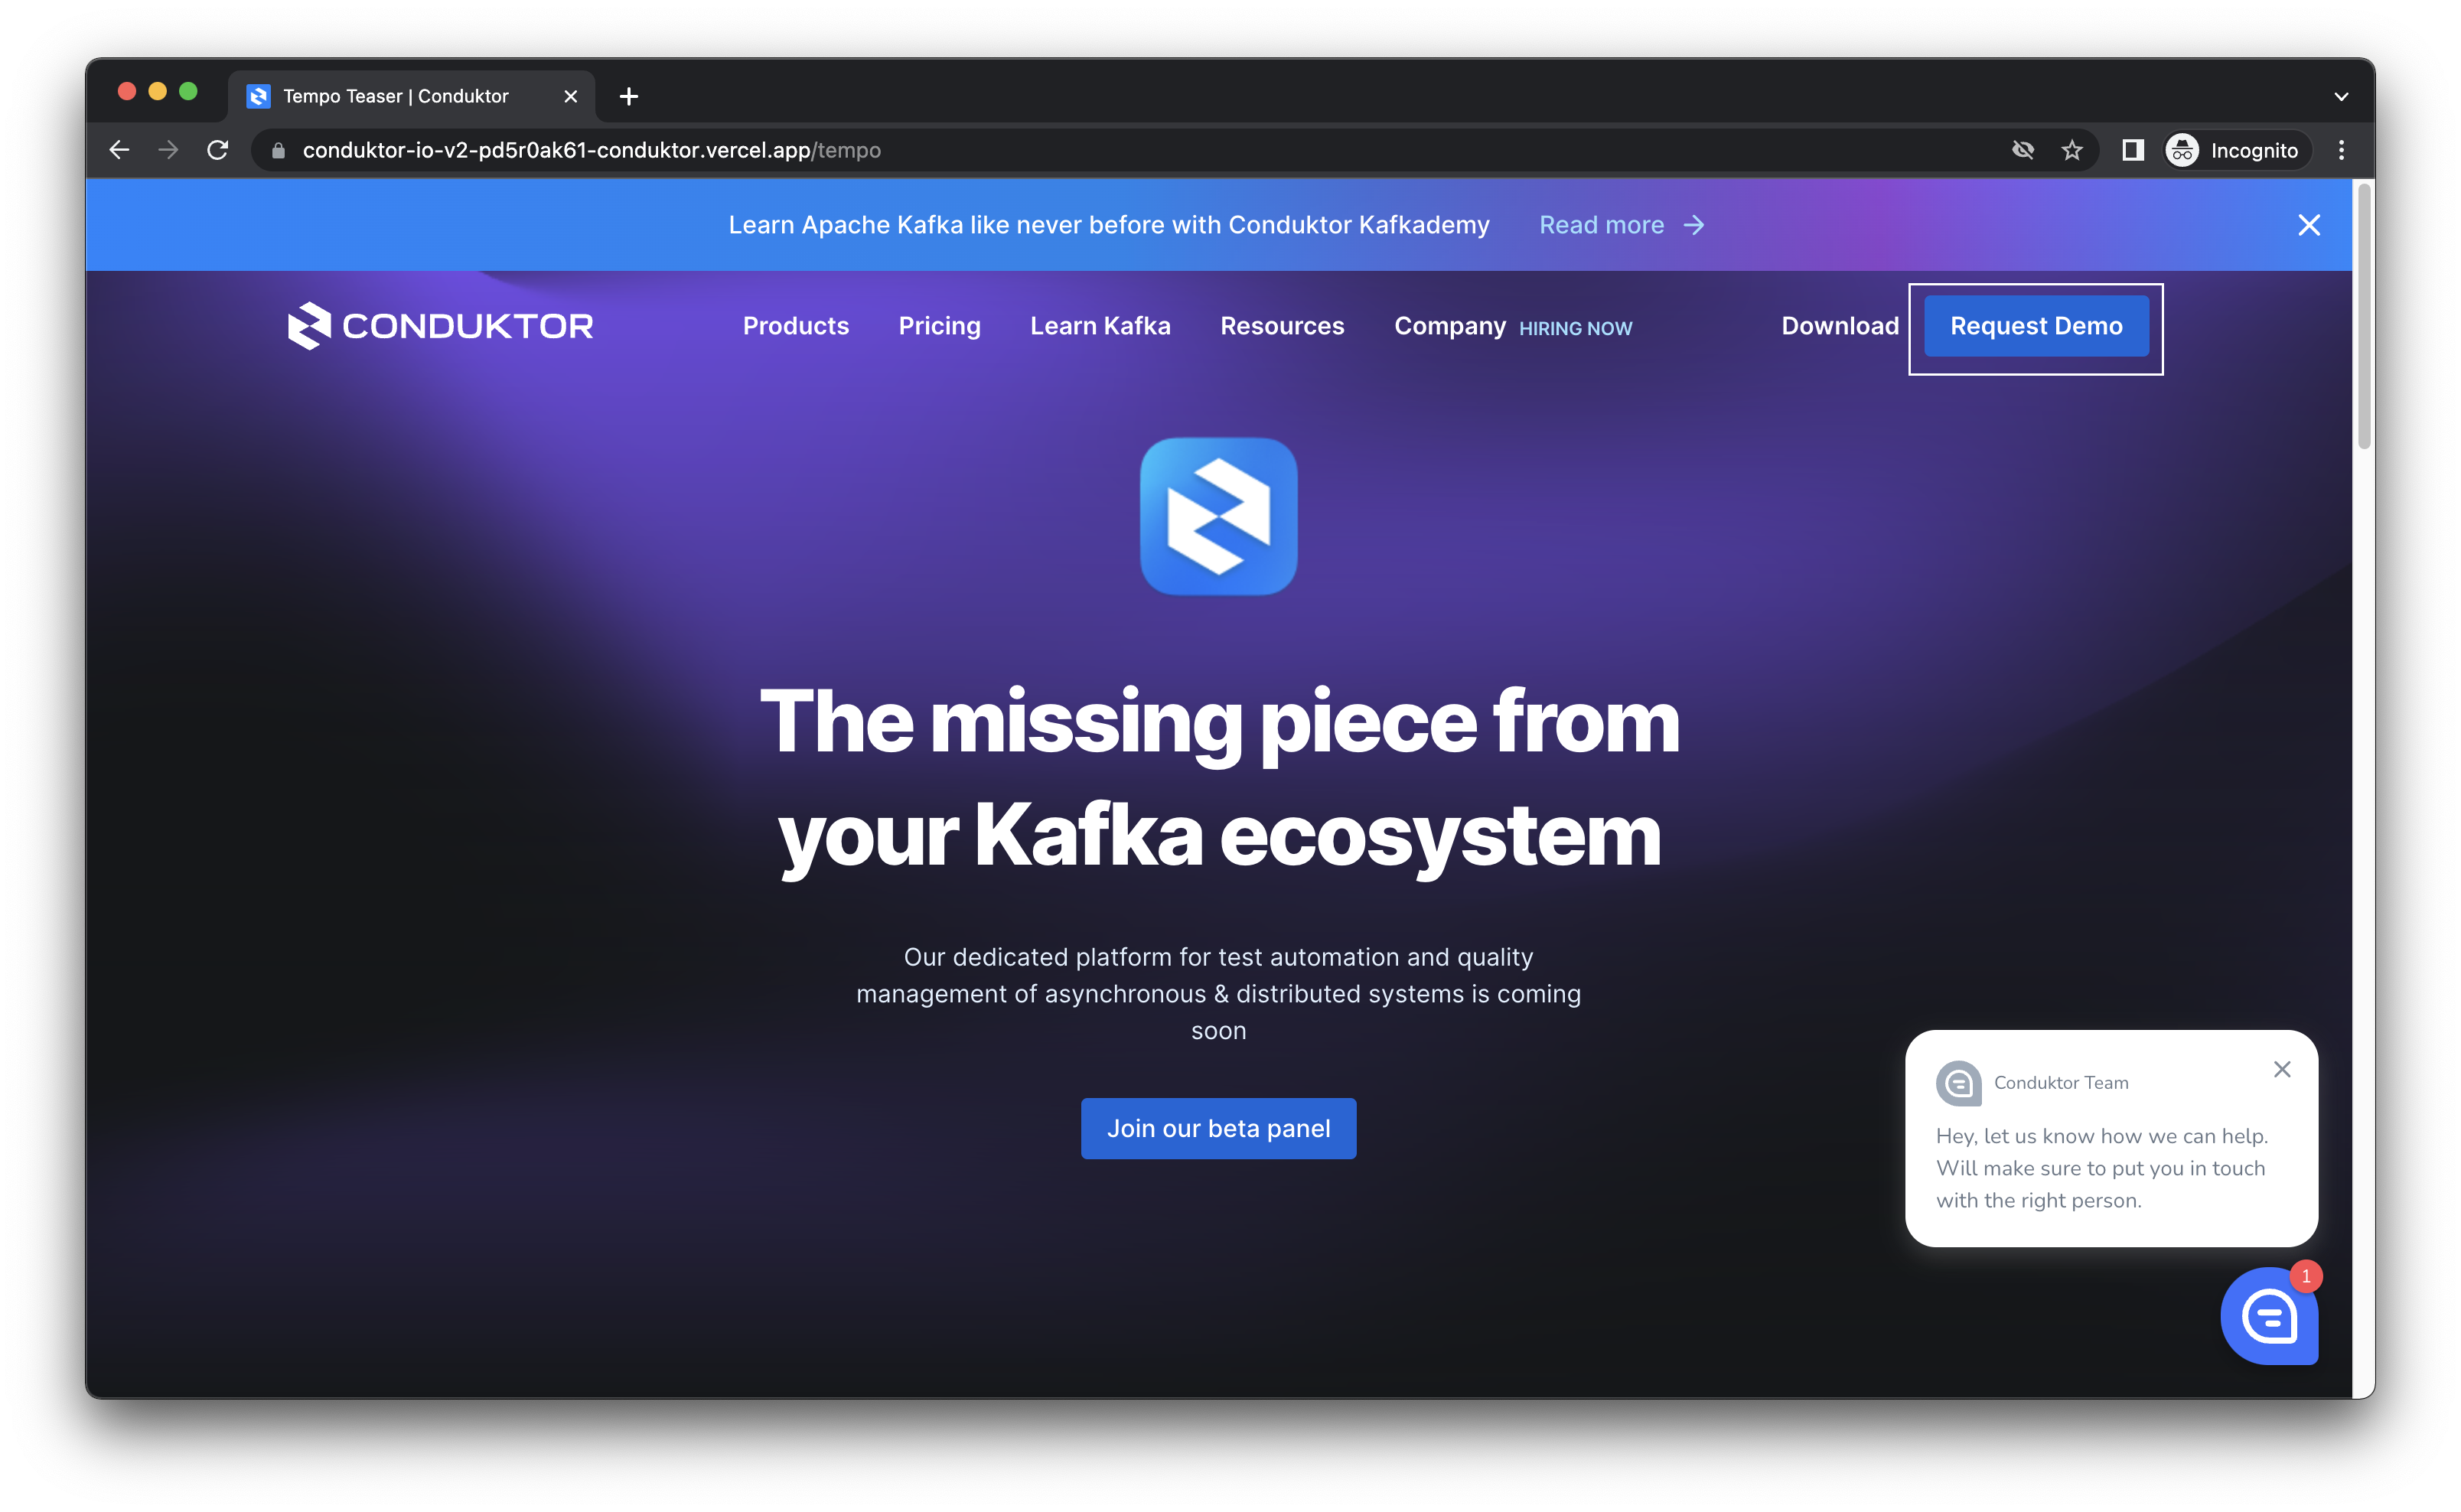 Tempo Teaser | Conduktor
conduktor-io-v2-pd5r0ak61-conduktor.vercel.app/tempo
Incognito
Learn Apache Kafka like never before with Conduktor Kafkademy Read more →
CONDUKTOR
Products Pricing Learn Kafka Resources Company HIRING NOW Download Request Demo
The missing piece from
your Kafka ecosystem
Our dedicated platform for test automation and quality
management of asynchronous & distributed systems is coming
soon
Join our beta panel
Conduktor Team
Hey, let us know how we can help.
Will make sure to put you in touch
with the right person.
1